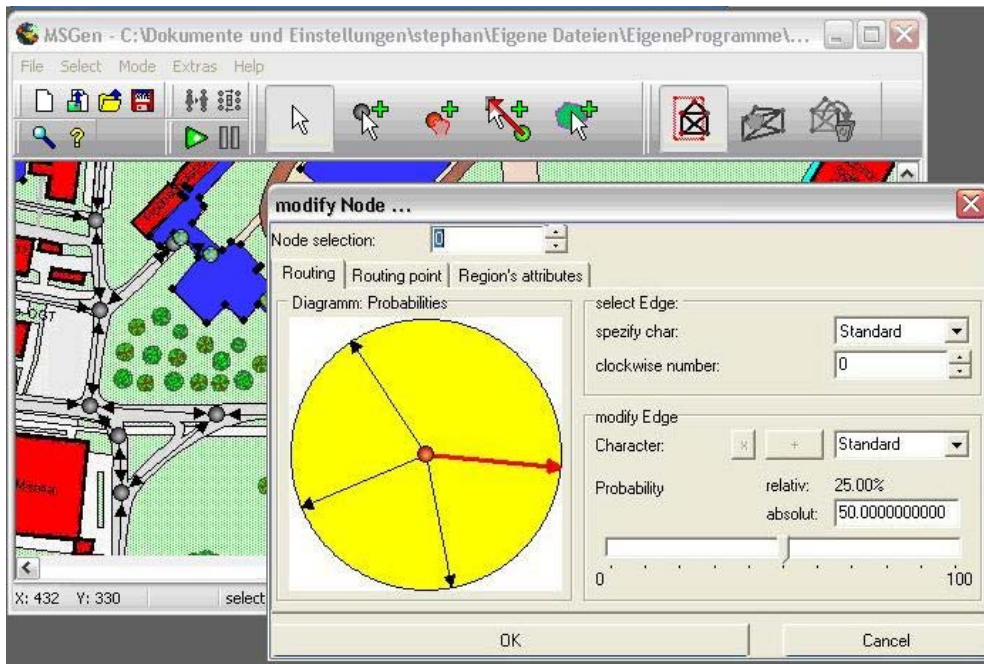 MSGen - C:\Dokumente und Einstellungen\stephan\Eigene Dateien\EigeneProgramme\...
File Select Mode Extras Help
modify Node ...
Node selection: 0
Routing Routing point Region's attributes
Diagramm: Probabilities
select Edge:
spezify char: Standard
clockwise number: 0
modify Edge
Character: x + Standard
Probability relativ: 25.00%
absolut: 50.0000000000
0 100
X: 432 Y: 330 select
OK Cancel